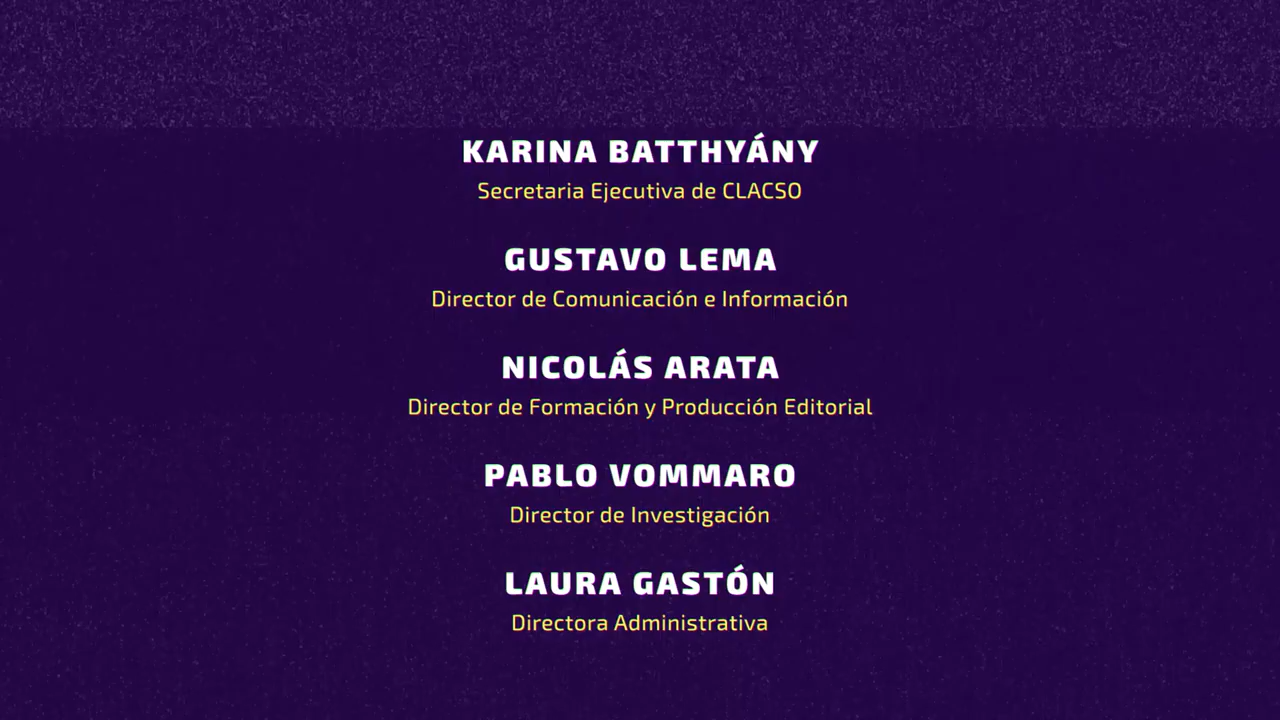 KARINA BATTHYÁNY
Secretaria Ejecutiva de CLACSO
GUSTAVO LEMA
Director de Comunicación e Información
NICOLÁS ARATA
Director de Formación y Producción Editorial
PABLO VOMMARO
Director de Investigación
LAURA GASTÓN
Directora Administrativa